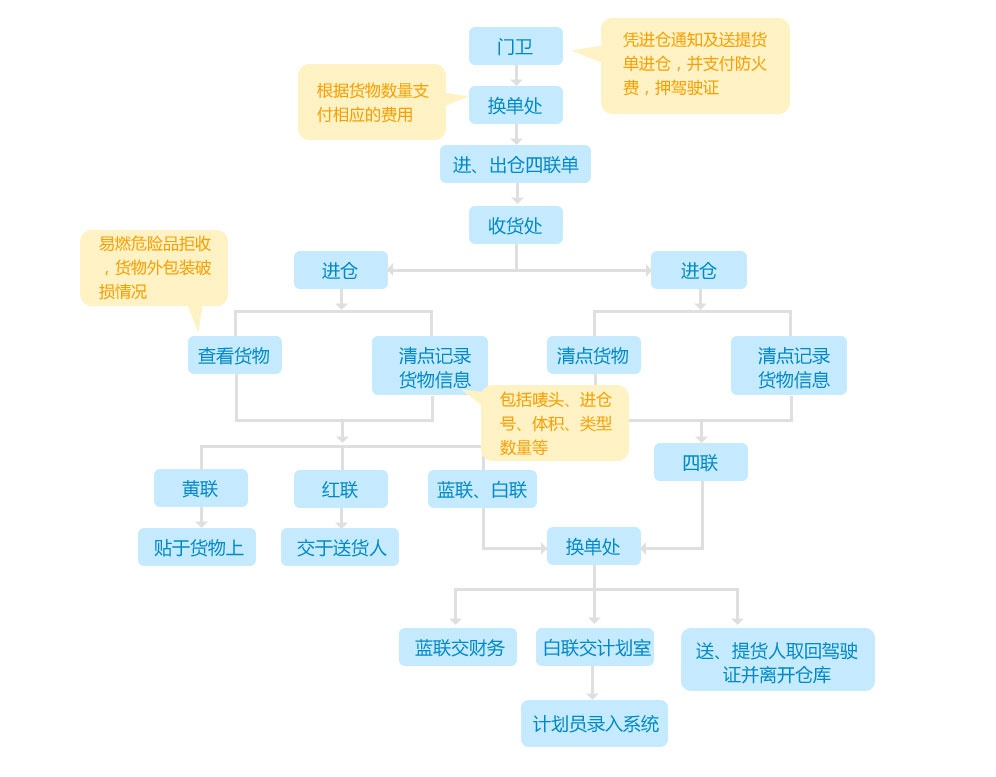 门卫
凭进仓通知及送提货
单进仓，并支付防火
费，押驾驶证
根据货物数量支
付相应的费用
换单处
进、出仓四联单
收货处
易燃危险品拒收
，货物外包装破
损情况
进仓
进仓
查看货物
清点记录
货物信息
清点货物
清点记录
货物信息
包括唛头、进仓
号、体积、类型
数量等
黄联
红联
蓝联、白联
四联
贴于货物上
交于送货人
换单处
蓝联交财务
白联交计划室
送、提货人取回驾驶
证并离开仓库
计划员录入系统